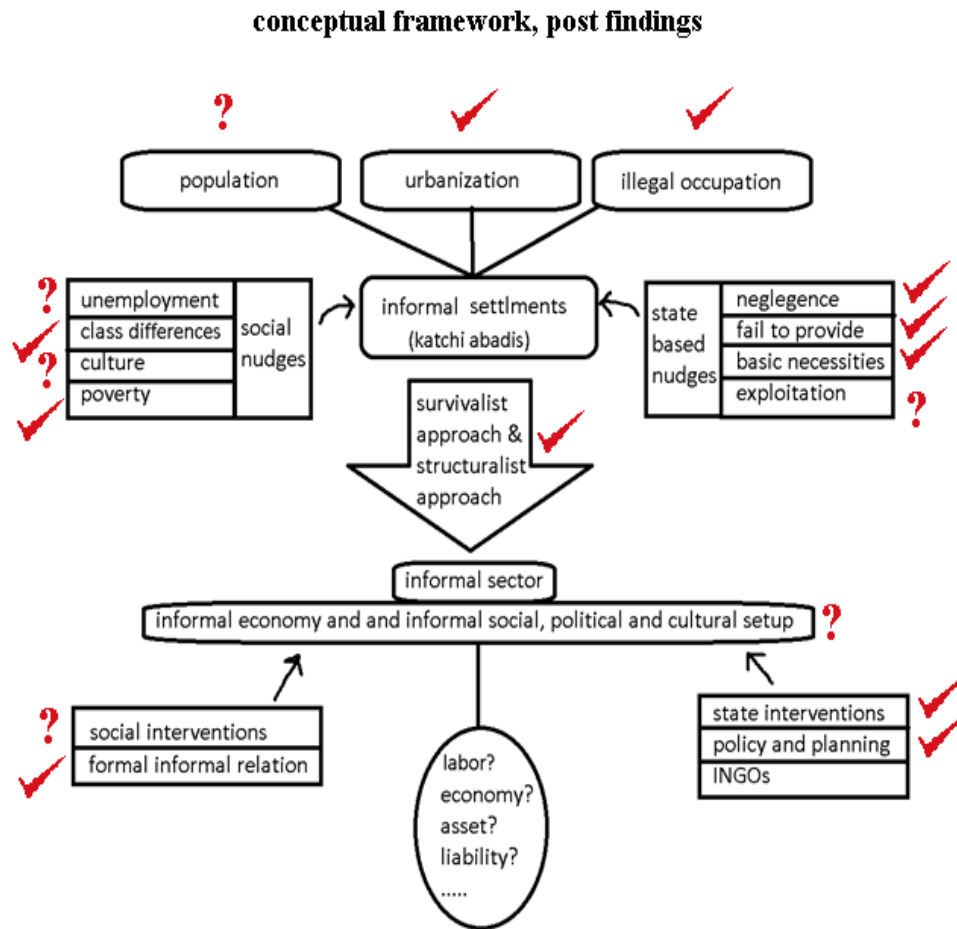 conceptual framework, post findings
?
population
urbanization
illegal occupation
?
unemployment
class differences
?
culture
poverty
social
nudges
informal settlments
(katchi abadis)
state
based
nudges
neglegence
fail to provide
basic necessities
exploitation
?
survivalist
approach &
structuralist
approach
informal sector
informal economy and and informal social, political and cultural setup
?
?
social interventions
formal informal relation
state interventions
policy and planning
INGOs
labor?
economy?
asset?
liability?
.....